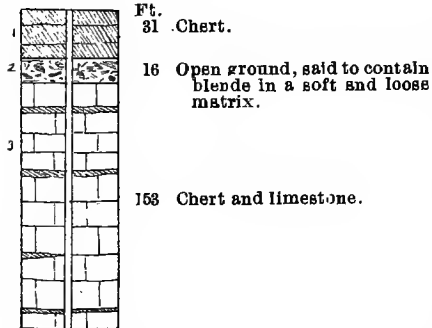 Ft.
1
31 Chert.
2
16 Open ground, said to contain
blende in a soft and loose
matrix.
3
153 Chert and limestone.